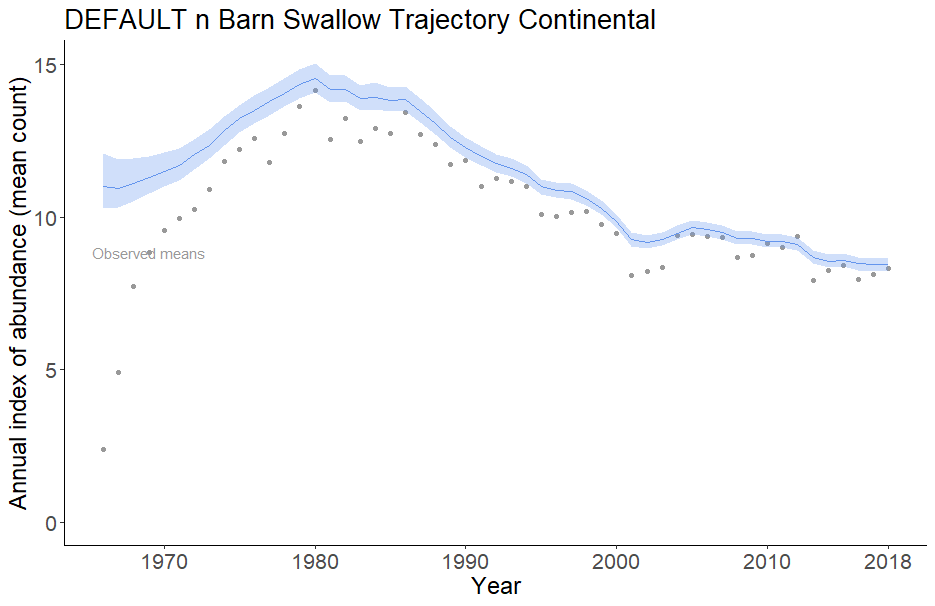 DEFAULT n Barn Swallow Trajectory Continental
Annual index of abundance (mean count)
15
10
5
0
Observed means
1970
1980
1990
2000
2010
2018
Year